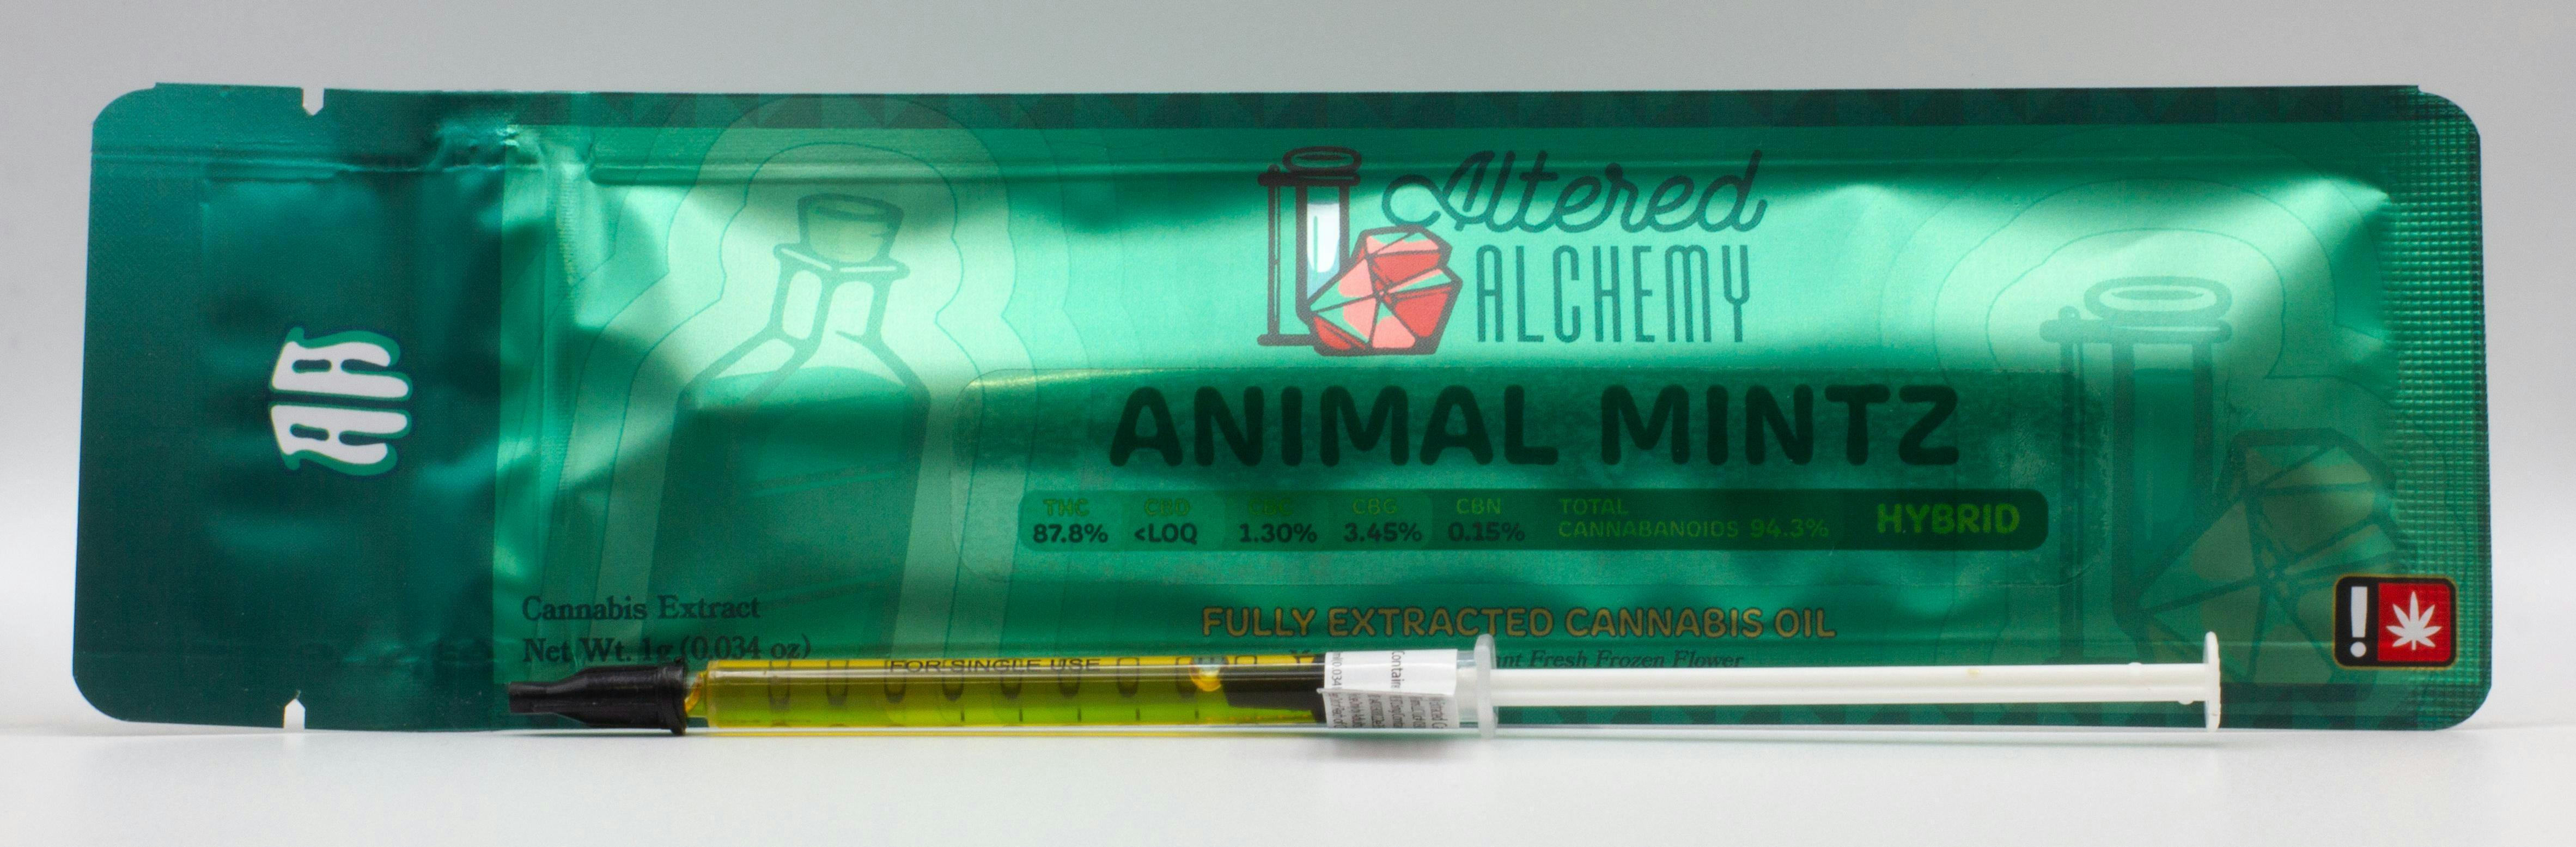 AA
Altered
ALCHEMY
ANIMAL MINTZ
THC CBD CBC CBG CBN TOTAL
87.8% <LOQ 1.30% 3.45% 0.15% CANNABANOIDS 94.3% HYBRID
Cannabis Extract
Net Wt. 1g (0.034 oz)
FULLY EXTRACTED CANNABIS OIL
Fresh Frozen Flower
FOR SINGLE USE
!